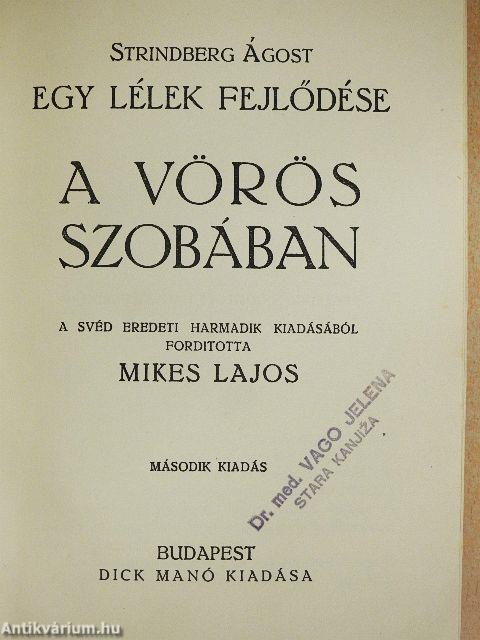 STRINDBERG ÁGOST
EGY LÉLEK FEJLŐDÉSE
A VÖRÖS
SZOBÁBAN
A SVÉD EREDETI HARMADIK KIADÁSÁBÓL
FORDITOTTA
MIKES LAJOS
Dr. med. VAGO JELENA
STARA KANJIŽA
MÁSODIK KIADÁS
BUDAPEST
DICK MANÓ KIADÁSA
Antikvárium.hu